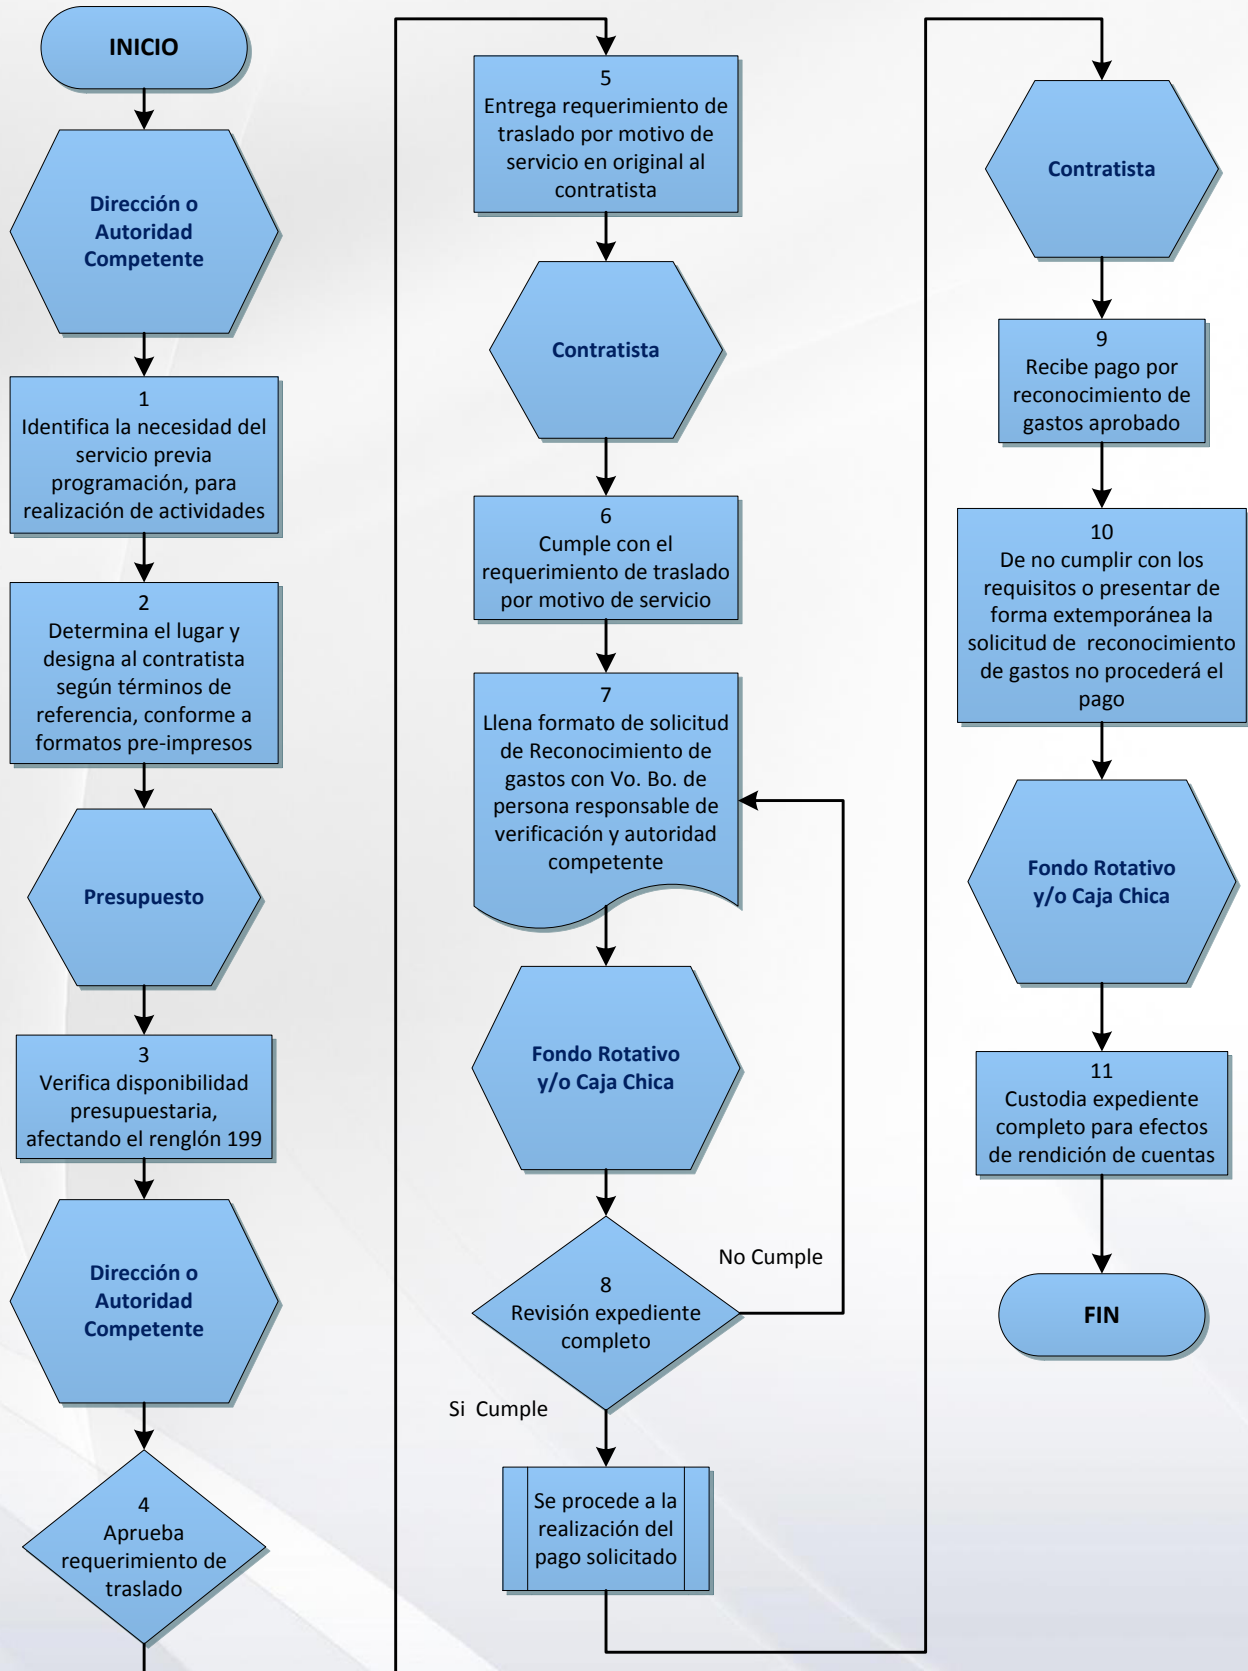 INICIO
Dirección o
Autoridad
Competente
1
Identifica la necesidad del
servicio previa
programación, para
realización de actividades
2
Determina el lugar y
designa al contratista
según términos de
referencia, conforme a
formatos pre-impresos
Presupuesto
3
Verifica disponibilidad
presupuestaria,
afectando el renglón 199
Dirección o
Autoridad
Competente
4
Aprueba
requerimiento de
traslado
5
Entrega requerimiento de
traslado por motivo de
servicio en original al
contratista
Contratista
6
Cumple con el
requerimiento de traslado
por motivo de servicio
7
Llena formato de solicitud
de Reconocimiento de
gastos con Vo. Bo. de
persona responsable de
verificación y autoridad
competente
Fondo Rotativo
y/o Caja Chica
No Cumple
8
Revisión expediente
completo
Si Cumple
Se procede a la
realización del
pago solicitado
Contratista
9
Recibe pago por
reconocimiento de
gastos aprobado
10
De no cumplir con los
requisitos o presentar de
forma extemporánea la
solicitud de reconocimiento
de gastos no procederá el
pago
Fondo Rotativo
y/o Caja Chica
11
Custodia expediente
completo para efectos
de rendición de cuentas
FIN